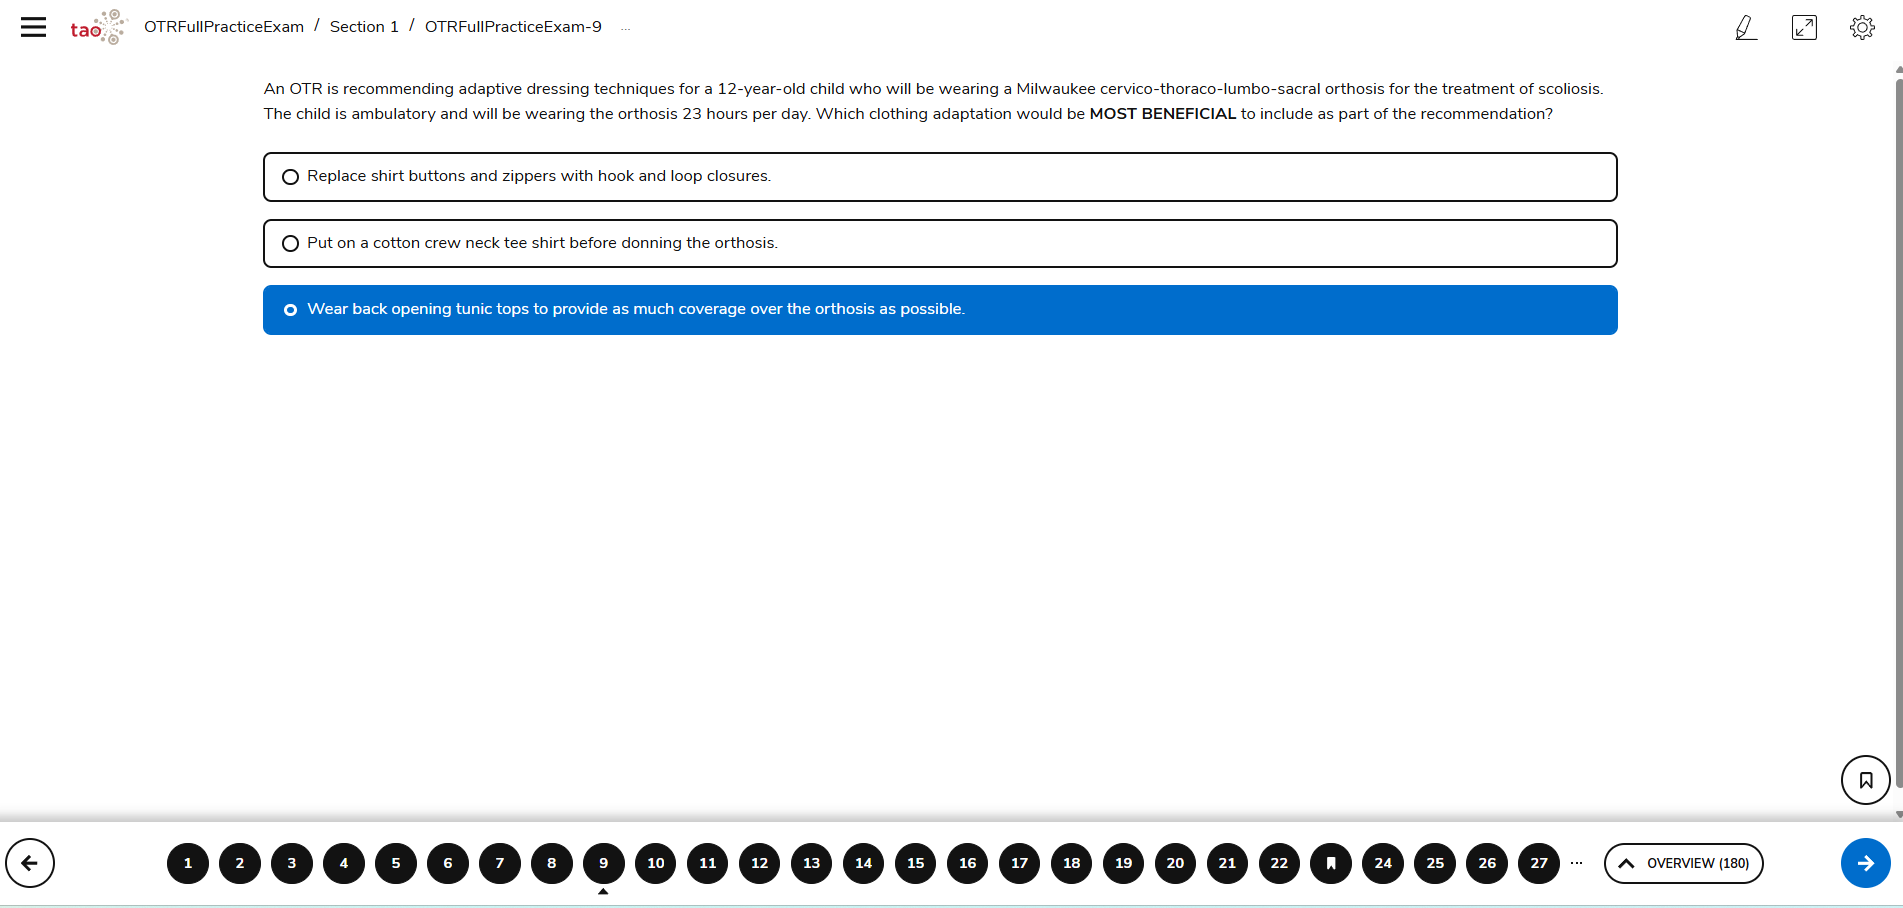 tao
OTRFullPracticeExam / Section 1 / OTRFullPracticeExam-9 ...
An OTR is recommending adaptive dressing techniques for a 12-year-old child who will be wearing a Milwaukee cervico-thoraco-lumbo-sacral orthosis for the treatment of scoliosis.
The child is ambulatory and will be wearing the orthosis 23 hours per day. Which clothing adaptation would be MOST BENEFICIAL to include as part of the recommendation?
Replace shirt buttons and zippers with hook and loop closures.
Put on a cotton crew neck tee shirt before donning the orthosis.
Wear back opening tunic tops to provide as much coverage over the orthosis as possible.
1 2 3 4 5 6 7 8 9 10 11 12 13 14 15 16 17 18 19 20 21 22 24 25 26 27 ... OVERVIEW (180)